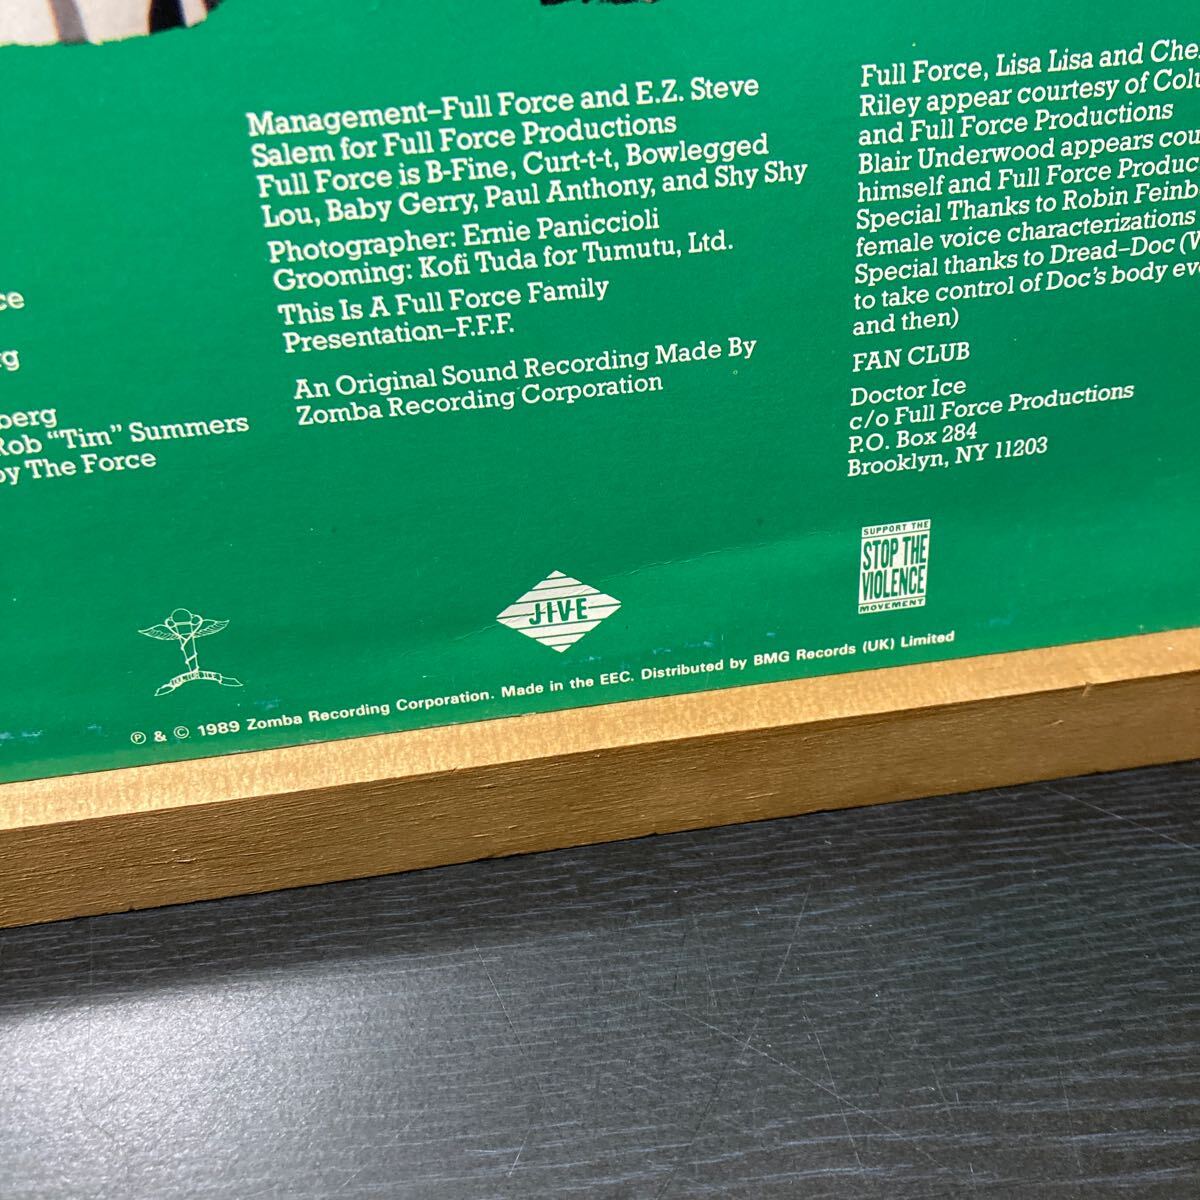 berg
Rob "Tim" Summers
by The Force
Management–Full Force and E.Z. Steve
Salem for Full Force Productions
Full Force is B-Fine, Curt-t-t, Bowlegged
Lou, Baby Gerry, Paul Anthony, and Shy Shy
Photographer: Ernie Paniccioli
Grooming: Kofi Tuda for Tumutu, Ltd.
This Is A Full Force Family
Presentation–F.F.F.
An Original Sound Recording Made By
Zomba Recording Corporation
Full Force, Lisa Lisa and
Riley appear courtesy of
and Full Force Productions
Blair Underwood appears
himself and Full Force
Special Thanks to Robin
female voice characterizations
Special thanks to Dread–Doc
to take control of Doc's body
and then)
FAN CLUB
Doctor Ice
c/o Full Force Productions
P.O. Box 284
Brooklyn, NY 11203
DOCTOR ICE
JIVE
SUPPORT THE
STOP THE
VIOLENCE
MOVEMENT
℗ & © 1989 Zomba Recording Corporation. Made in the EEC. Distributed by BMG Records (UK) Limited